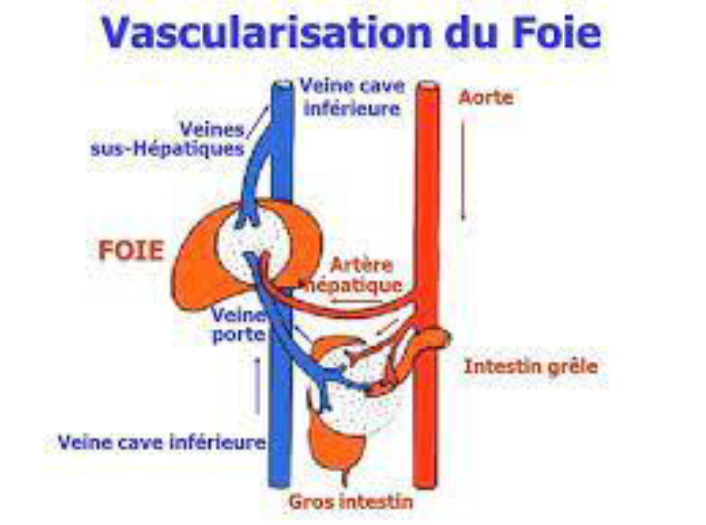 Vascularisation du Foie
Veine cave
inférieure
Aorte
Veines
sus-Hépatiques
FOIE
Artère
hépatique
Veine
porte
Intestin grêle
Veine cave inférieure
Gros intestin